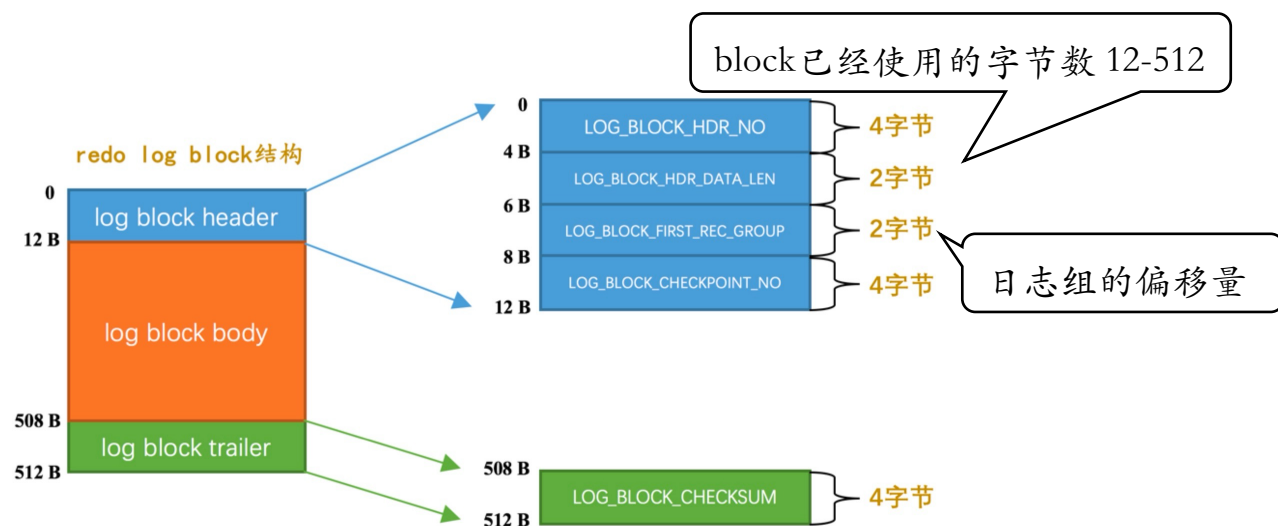 block已经使用的字节数 12-512
redo log block结构
0
log block header
12 B
log block body
508 B
log block trailer
512 B
0
LOG_BLOCK_HDR_NO
4字节
4 B
LOG_BLOCK_HDR_DATA_LEN
2字节
6 B
LOG_BLOCK_FIRST_REC_GROUP
2字节
8 B
LOG_BLOCK_CHECKPOINT_NO
4字节
12 B
日志组的偏移量
508 B
LOG_BLOCK_CHECKSUM
4字节
512 B